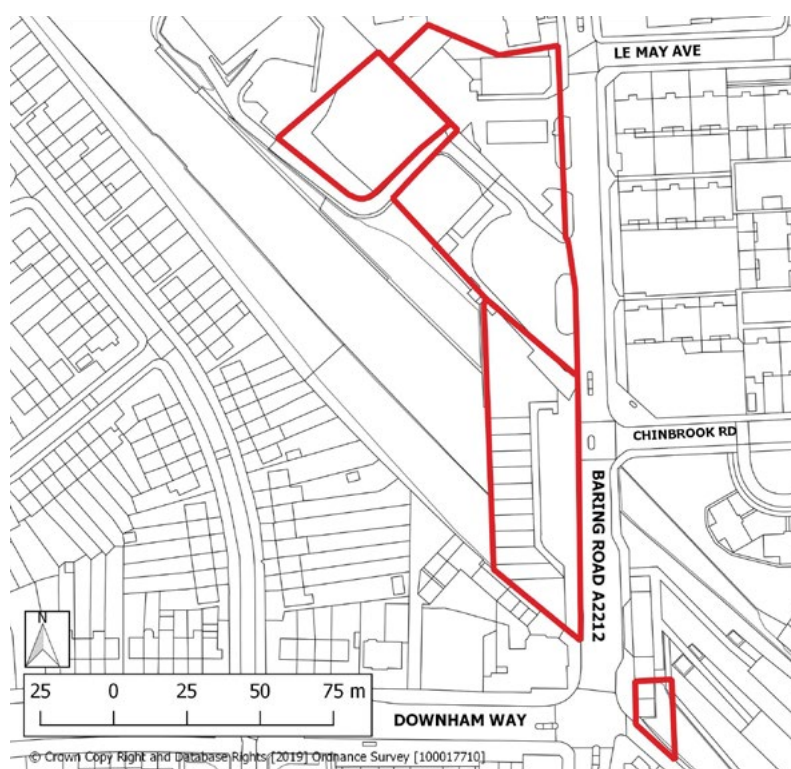 LE MAY AVE
CHINBROOK RD
BARING ROAD A2212
N
25 0 25 50 75 m
DOWNHAM WAY
© Crown Copy Right and Database Rights [2019] Ordnance Survey [100017710]